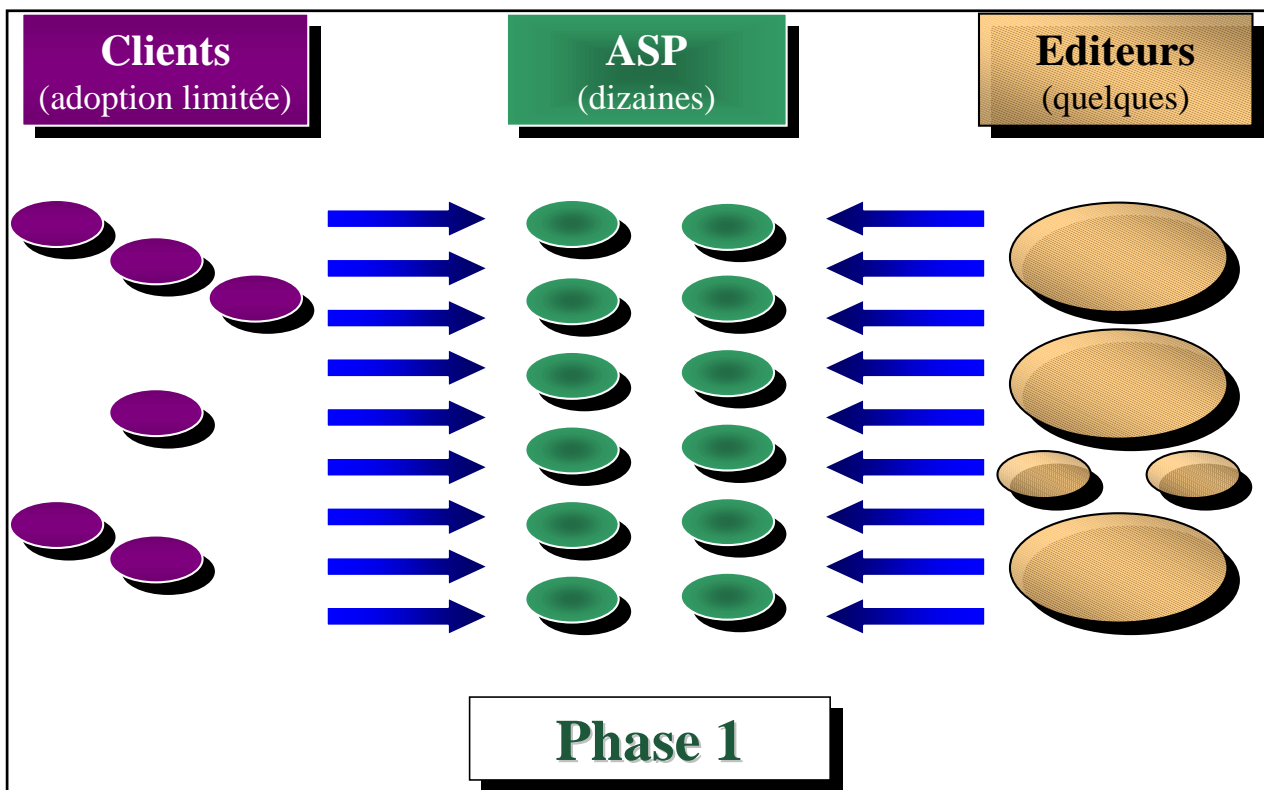 Clients
(adoption limitée)
ASP
(dizaines)
Editeurs
(quelques)
Phase 1